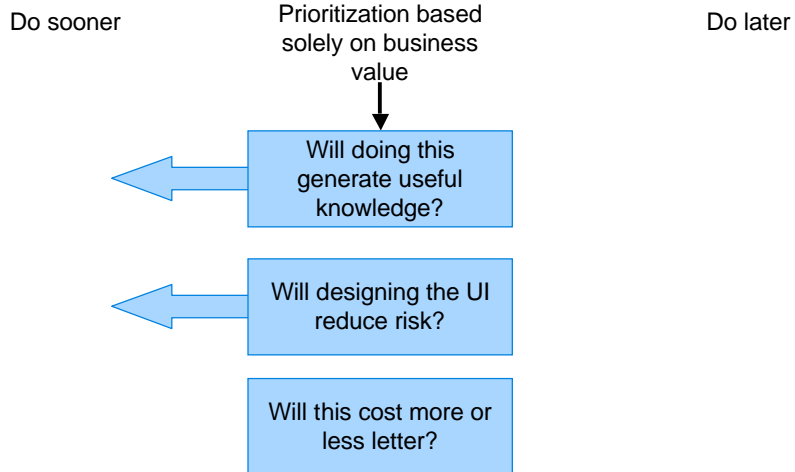 Do sooner
Prioritization based
solely on business
value
Do later
Will doing this
generate useful
knowledge?
Will designing the UI
reduce risk?
Will this cost more or
less letter?